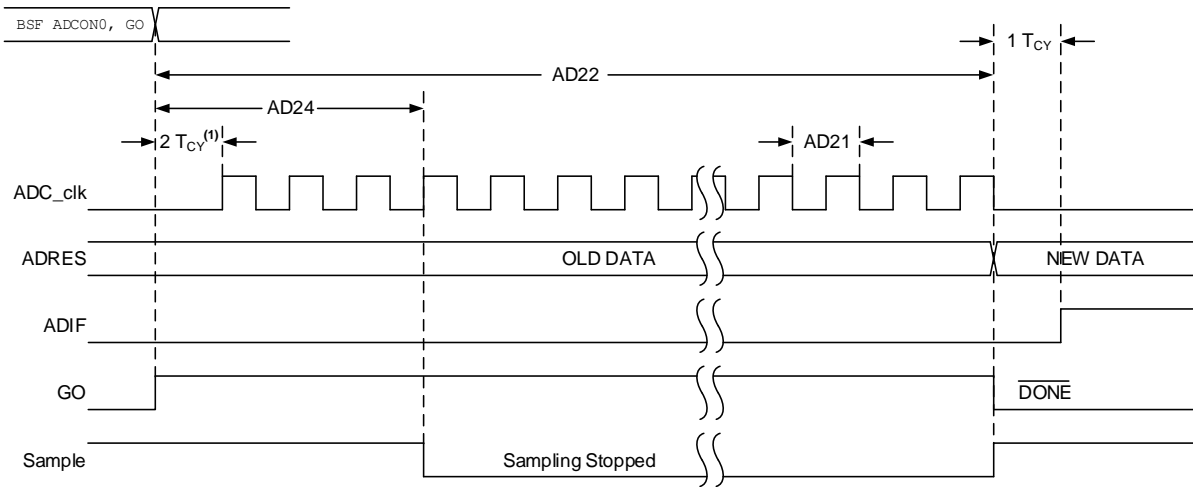 BSF ADCON0, GO
1 TCY
AD22
AD24
2 TCY(1)
AD21
ADC_clk
ADRES
OLD DATA
NEW DATA
ADIF
GO
DONE
Sample
Sampling Stopped